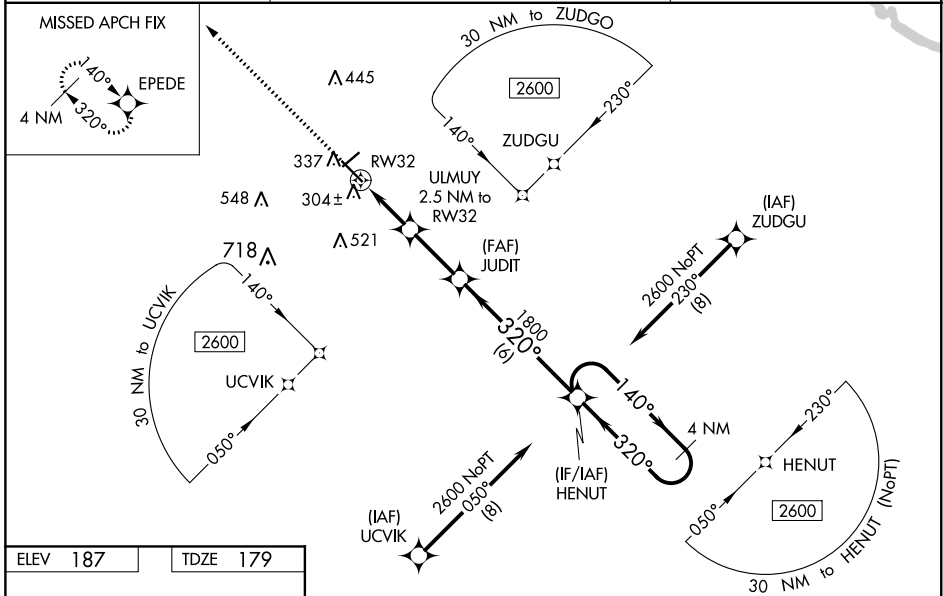 MISSED APCH FIX
140°
EPEDE
4 NM
320°
445
30 NM to ZUDGO
2600
140°
230°
ZUDGU
337
RW32
304±
ULMUY
2.5 NM to
RW32
548
521
718
(FAF)
JUDIT
(IAF)
ZUDGU
2600 NoPT
230°
(8)
30 NM to UCVIK
140°
2600
UCVIK
050°
1800
320°
(6)
140°
320°
4 NM
(IF/IAF)
HENUT
230°
HENUT
050°
2600
30 NM to HENUT (NoPT)
2600 NoPT
050°
(8)
(IAF)
UCVIK
ELEV 187
TDZE 179